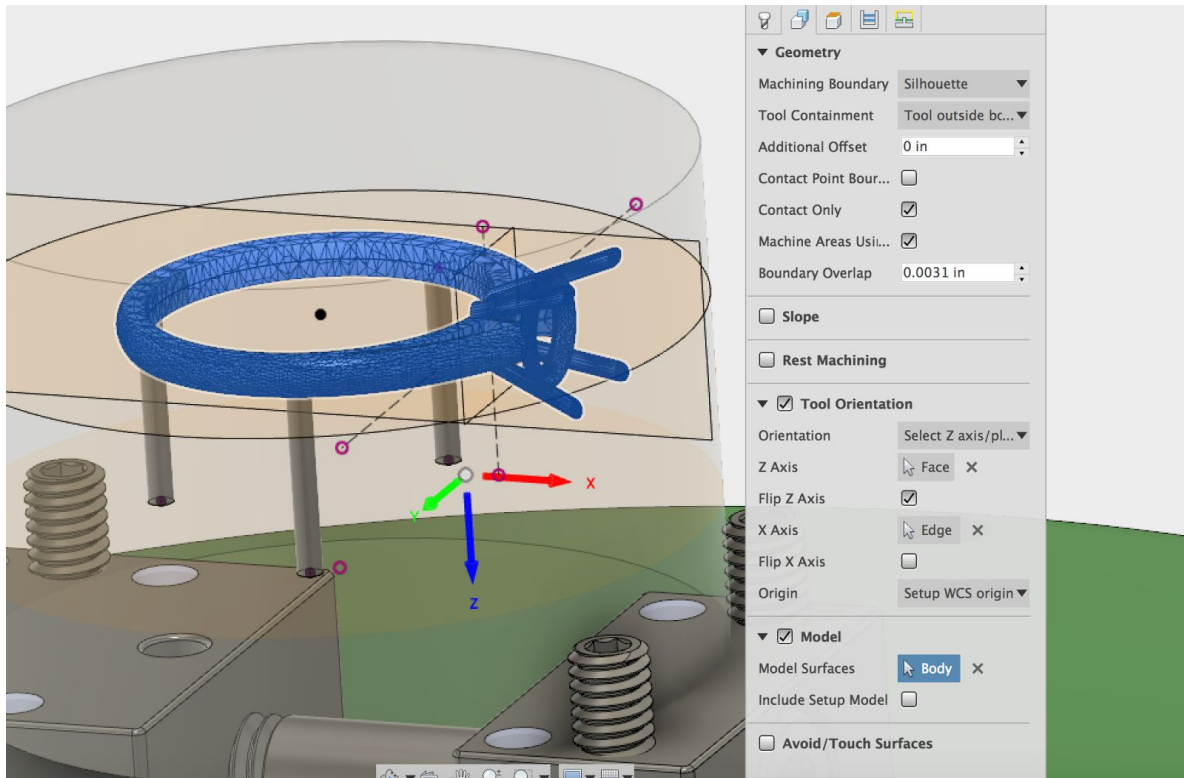 Geometry
Machining Boundary Silhouette
Tool Containment Tool outside bc...
Additional Offset 0 in
Contact Point Bour...
Contact Only
Machine Areas Usi...
Boundary Overlap 0.0031 in
Slope
Rest Machining
Tool Orientation
Orientation Select Z axis/pl...
Z Axis Face
Flip Z Axis
X Axis Edge
Flip X Axis
Origin Setup WCS origin
Model
Model Surfaces Body
Include Setup Model
Avoid/Touch Surfaces
X
Y
Z